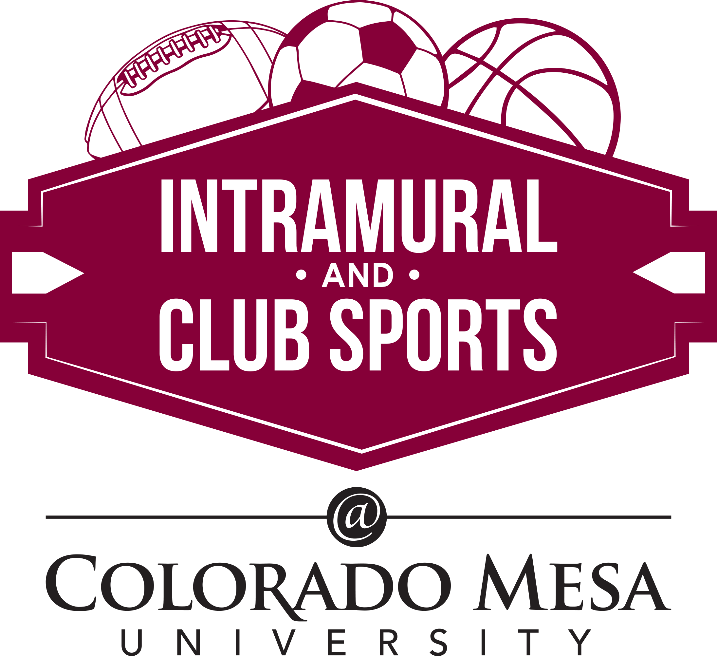 INTRAMURAL
• AND •
CLUB SPORTS
@
COLORADO MESA
UNIVERSITY